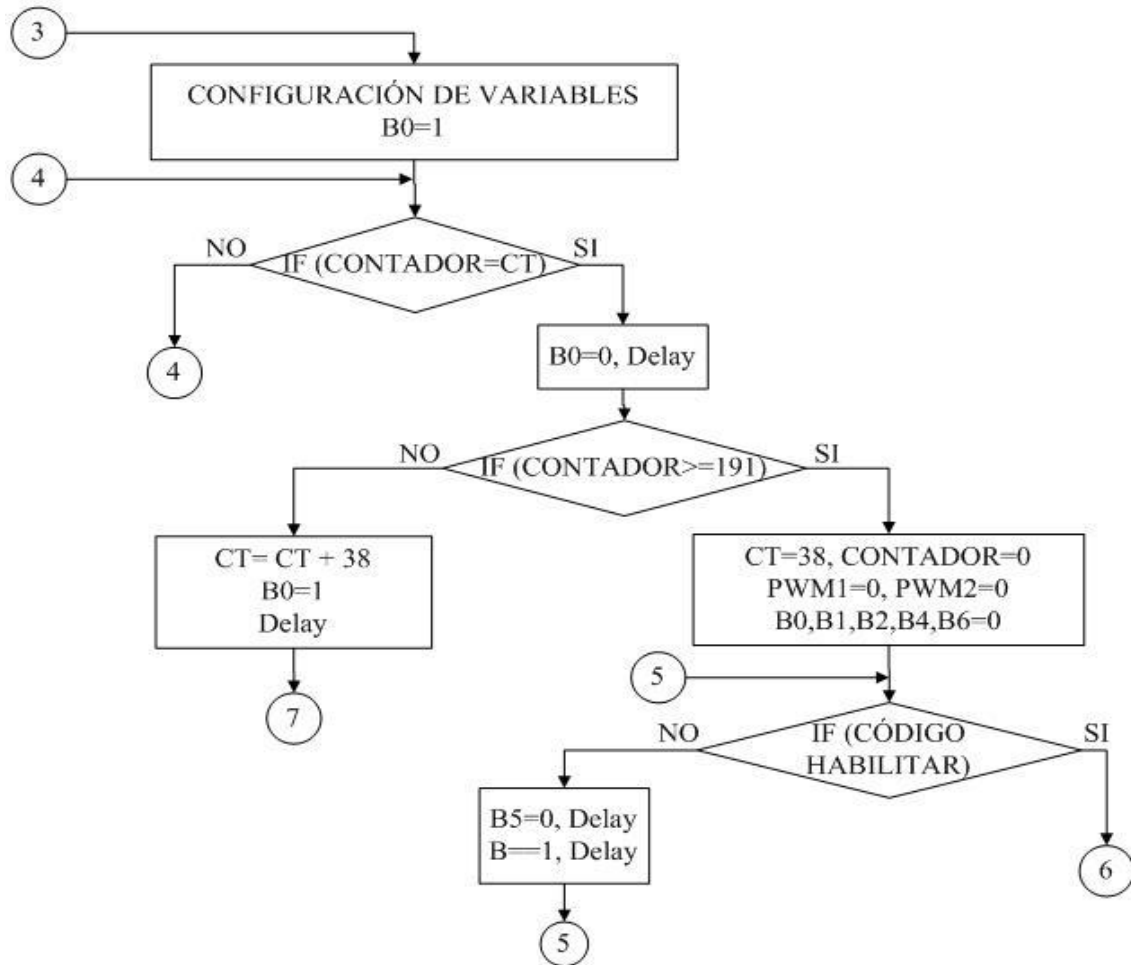 3
CONFIGURACIÓN DE VARIABLES
B0=1
4
NO
SI
IF (CONTADOR=CT)
4
B0=0, Delay
NO
SI
IF (CONTADOR>=191)
CT= CT + 38
B0=1
Delay
CT=38, CONTADOR=0
PWM1=0, PWM2=0
B0,B1,B2,B4,B6=0
7
5
NO
SI
IF (CÓDIGO
HABILITAR)
B5=0, Delay
B==1, Delay
6
5